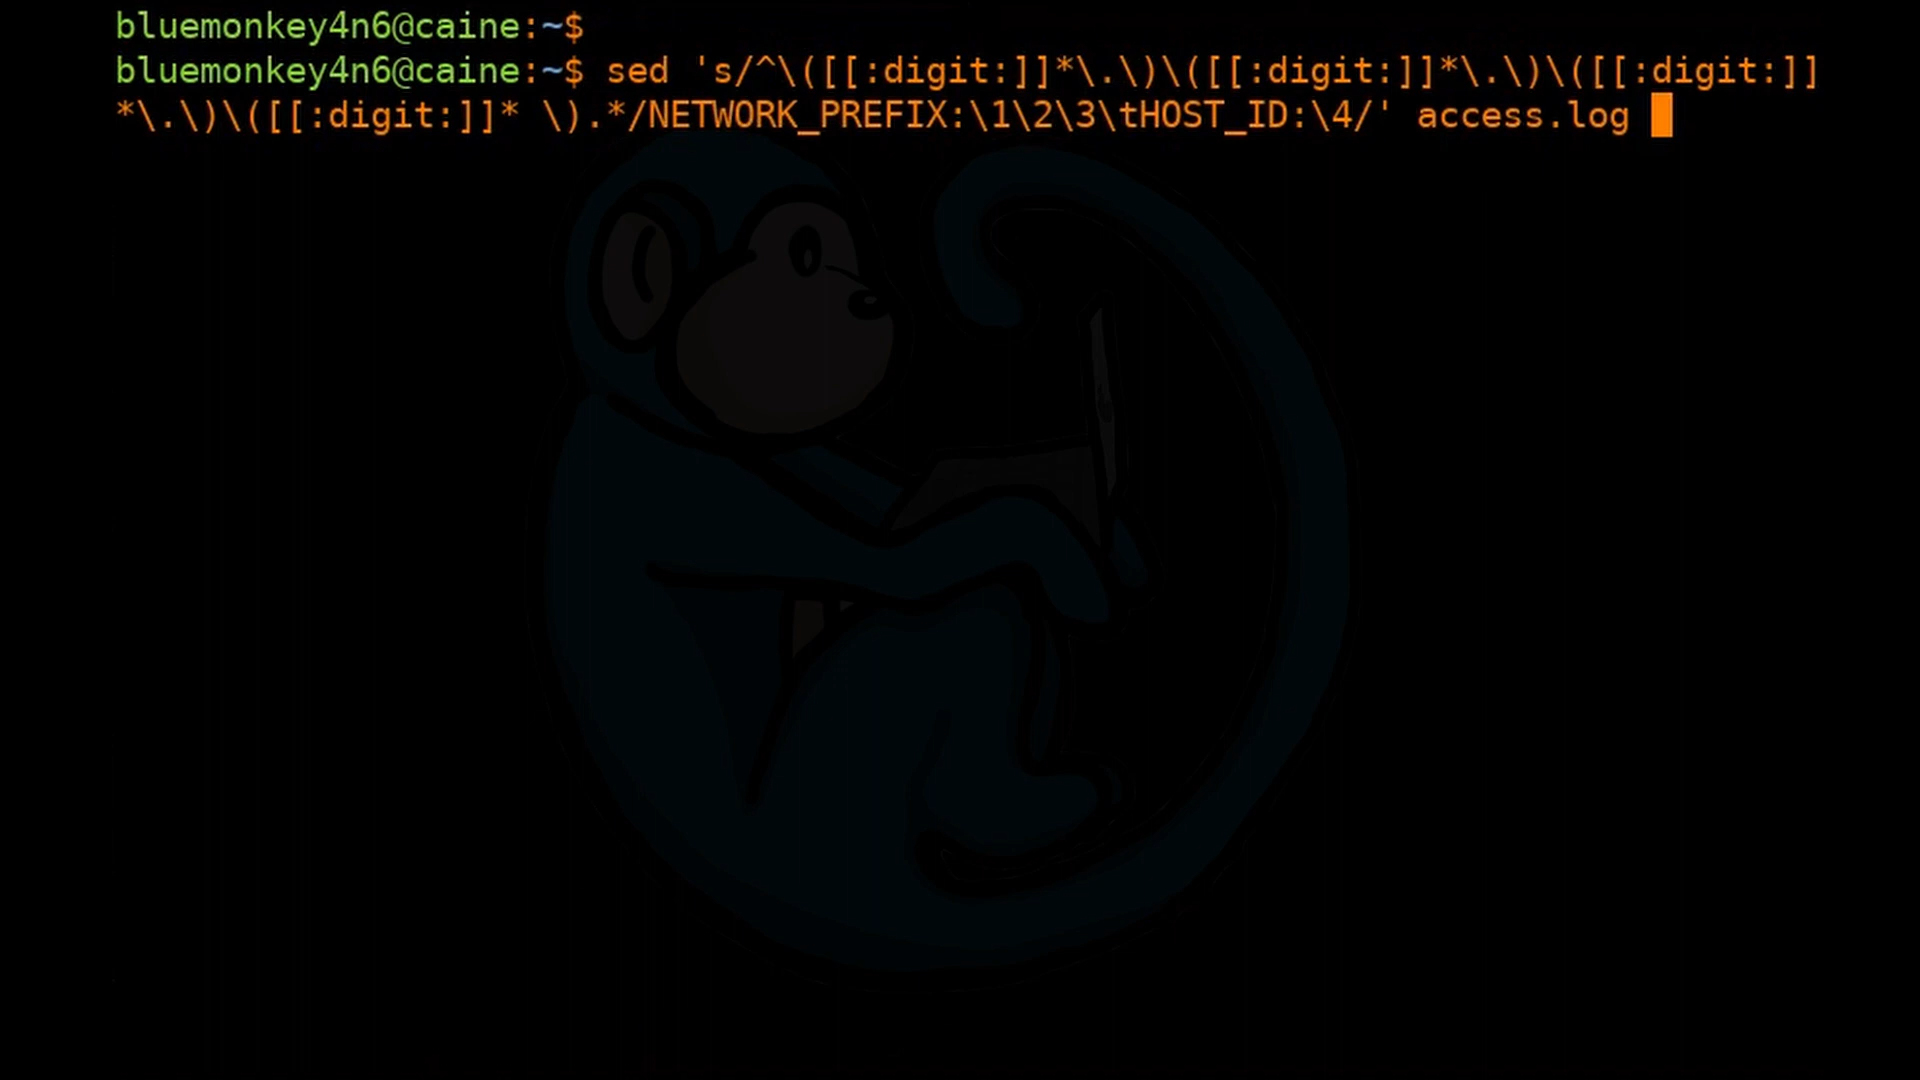 bluemonkey4n6@caine:~$
bluemonkey4n6@caine:~$ sed 's/^\([[:digit:]]*\.\)\([[:digit:]]*\.\)\([[:digit:]]
*\.\)\([[:digit:]]* \).*/NETWORK_PREFIX:\1\2\3\tHOST_ID:\4/' access.log